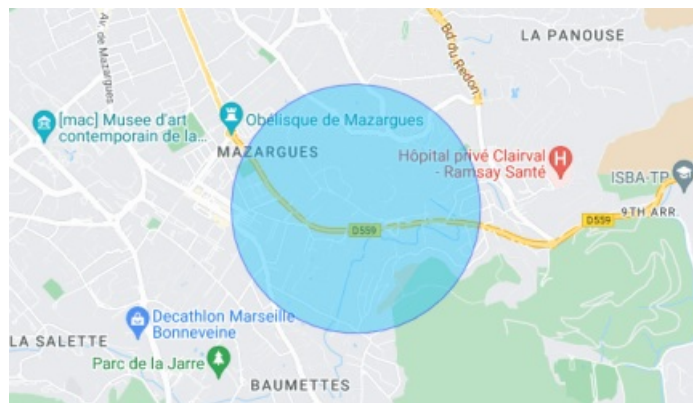 LA PANOUSE
Av. de Mazargues
Bd du Redon
[mac] Musee d'art
contemporain de la...
Obélisque de Mazargues
MAZARGUES
Hôpital privé Clairval
- Ramsay Santé
ISBA-TP
9TH ARR.
D559
D559
Decathlon Marseille
Bonneveine
LA SALETTE
Parc de la Jarre
BAUMETTES